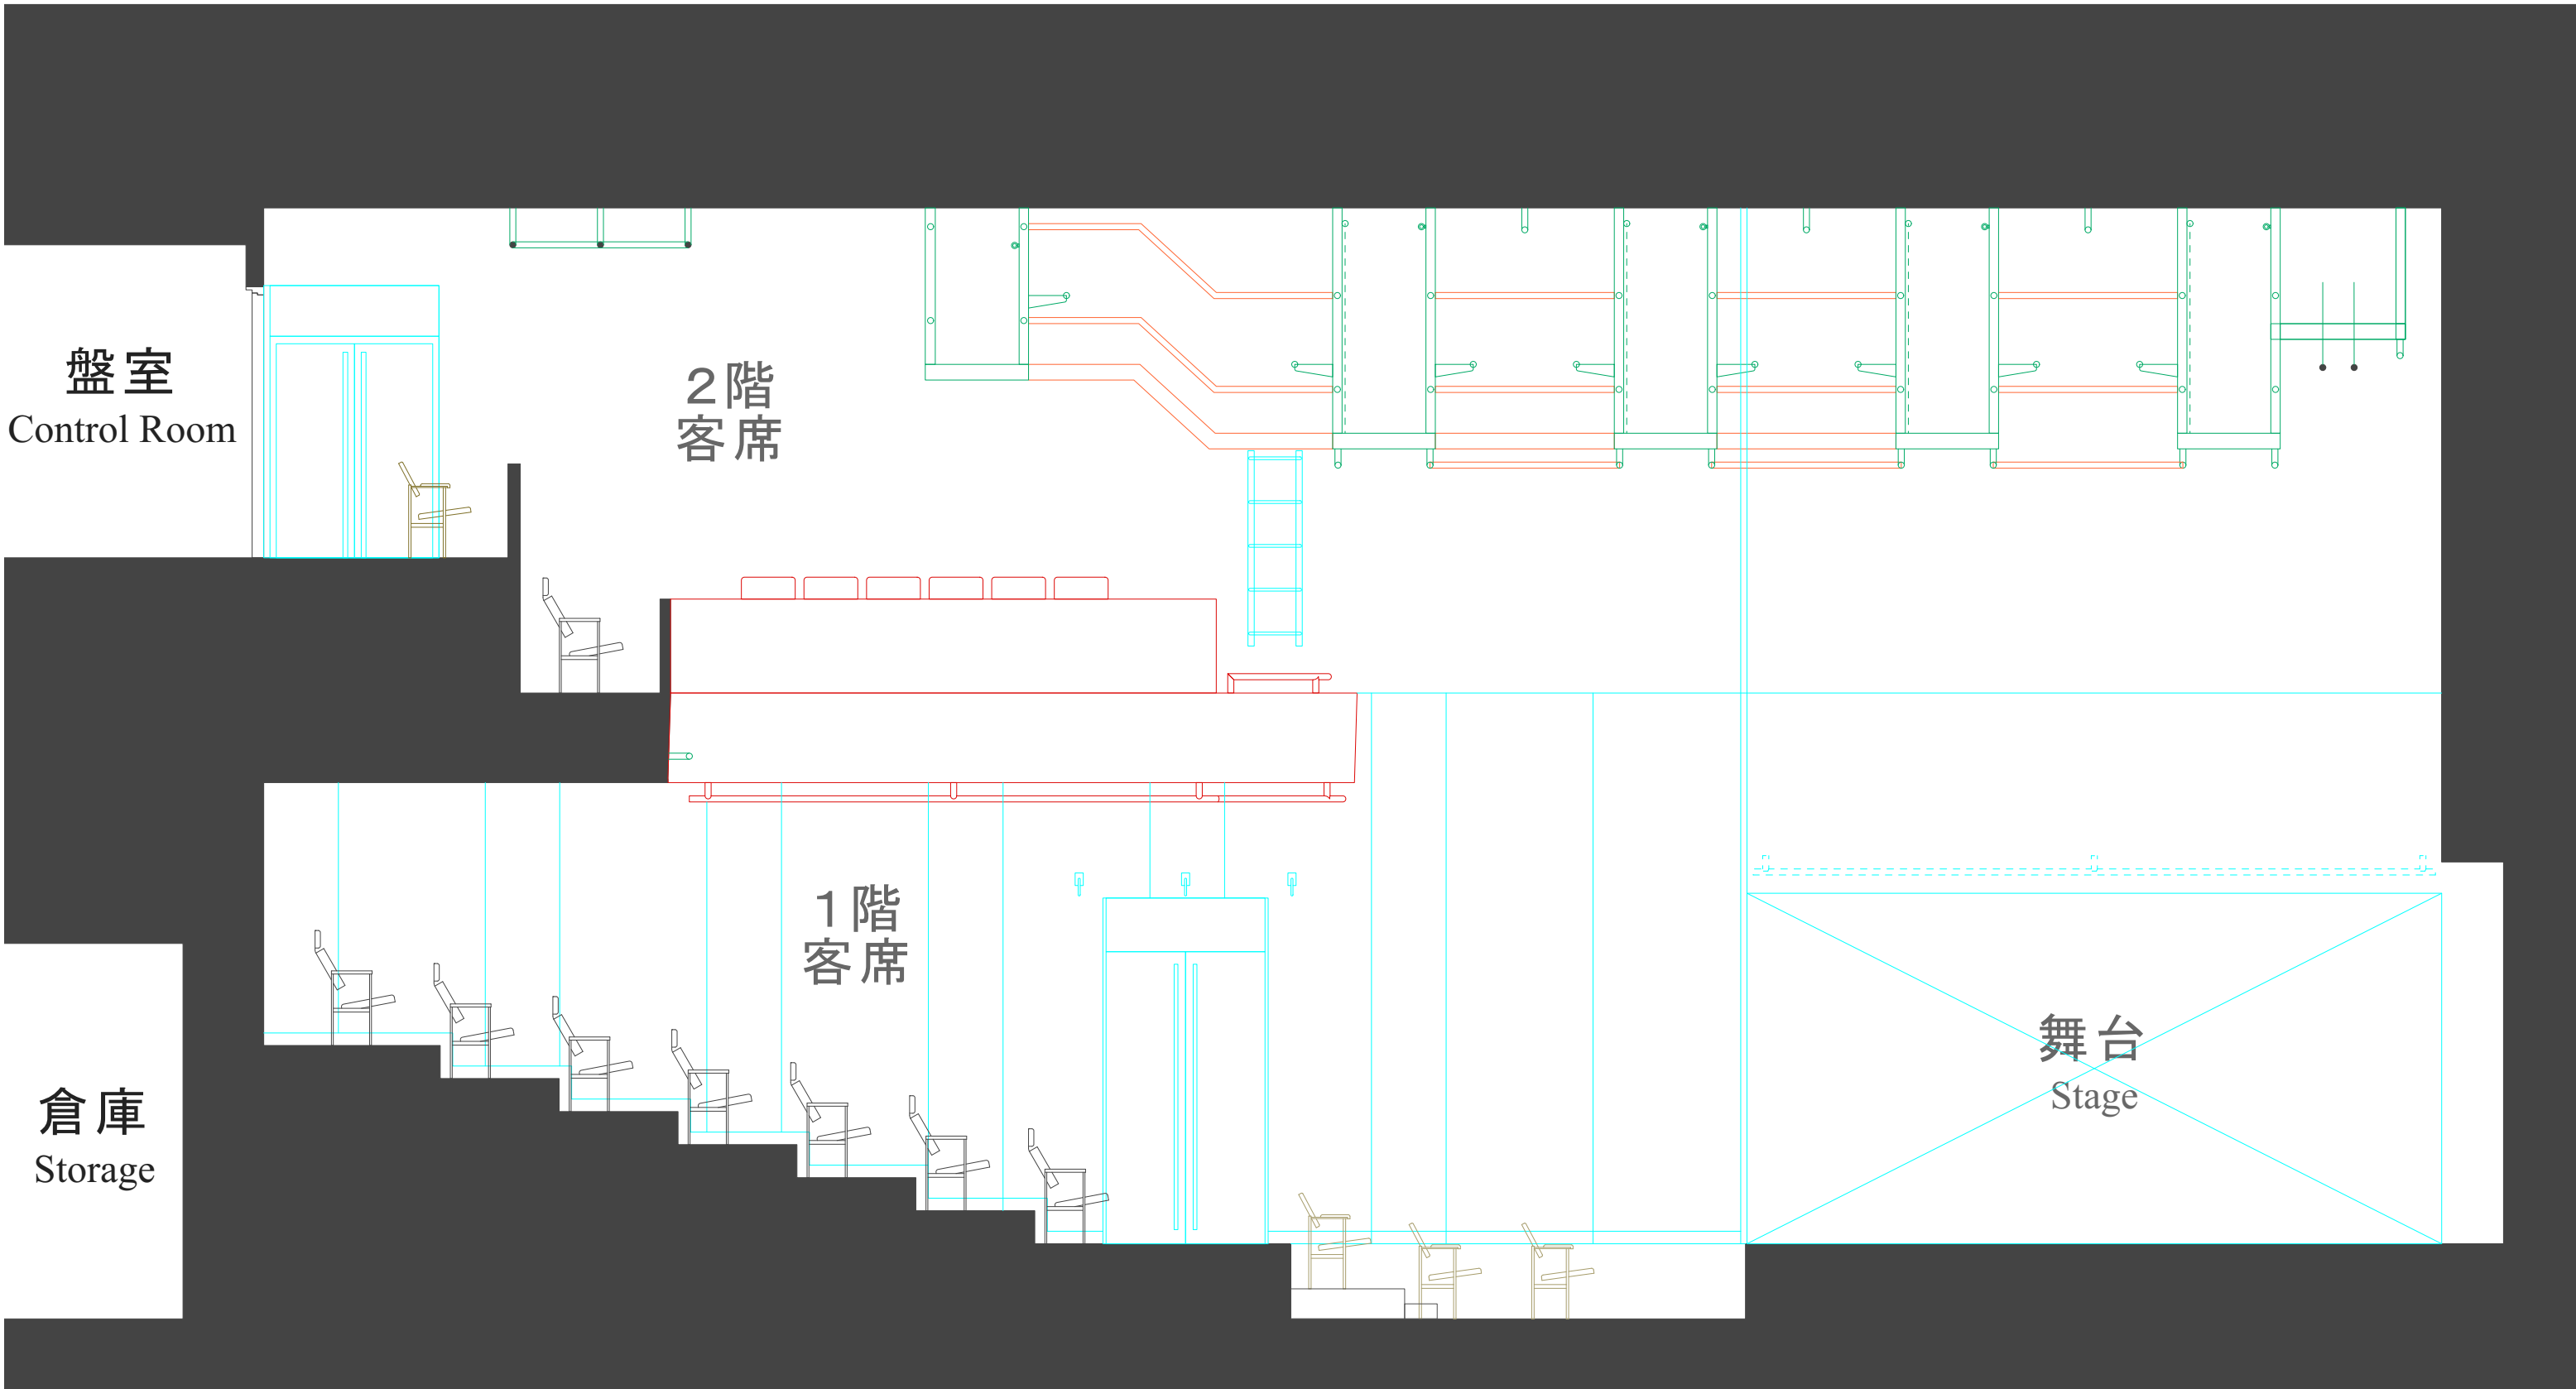 盤室
Control Room
2階
客席
1階
客席
舞台
Stage
倉庫
Storage